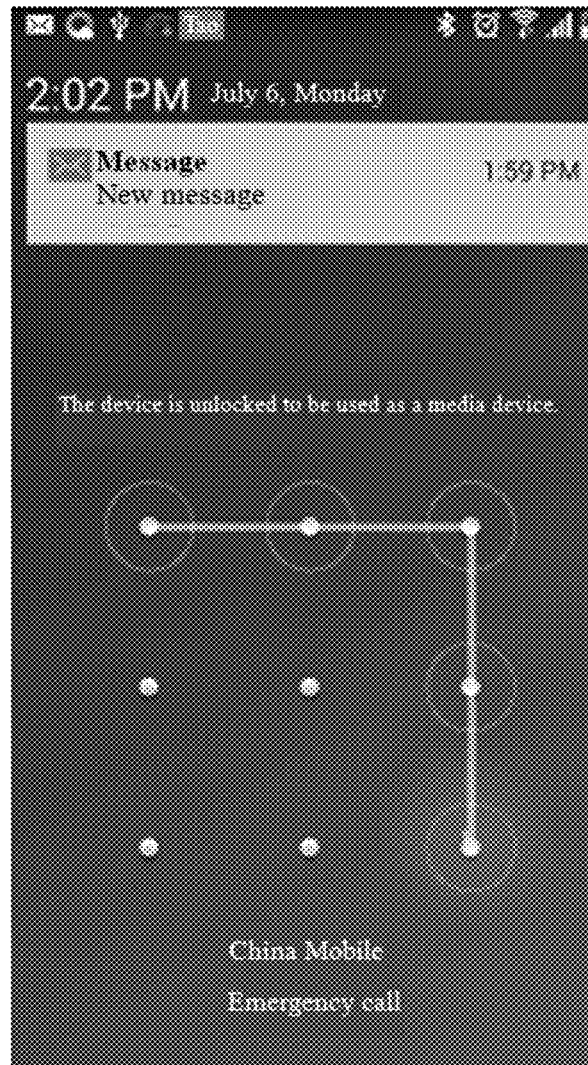 2:02 PM July 6, Monday
Message
1:59 PM
New message
The device is unlocked to be used as a media device.
China Mobile
Emergency call